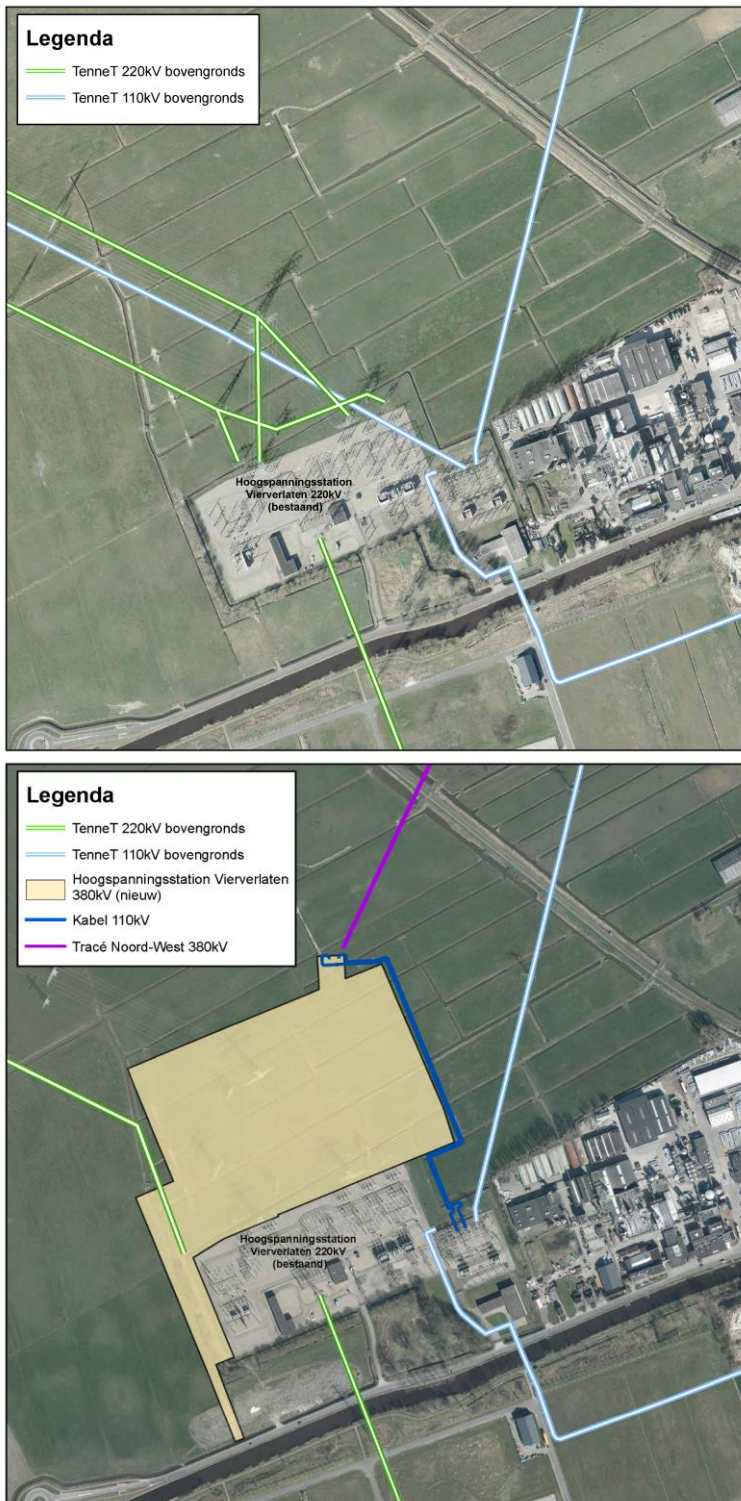 Legenda
TenneT 220kV bovengronds
TenneT 110kV bovengronds
Hoogspanningsstation
Vierverlaten 220kV
(bestaand)
Legenda
TenneT 220kV bovengronds
TenneT 110kV bovengronds
Hoogspanningsstation Vierverlaten
380kV (nieuw)
Kabel 110kV
Tracé Noord-West 380kV
Hoogspanningsstation
Vierverlaten 220kV
(bestaand)